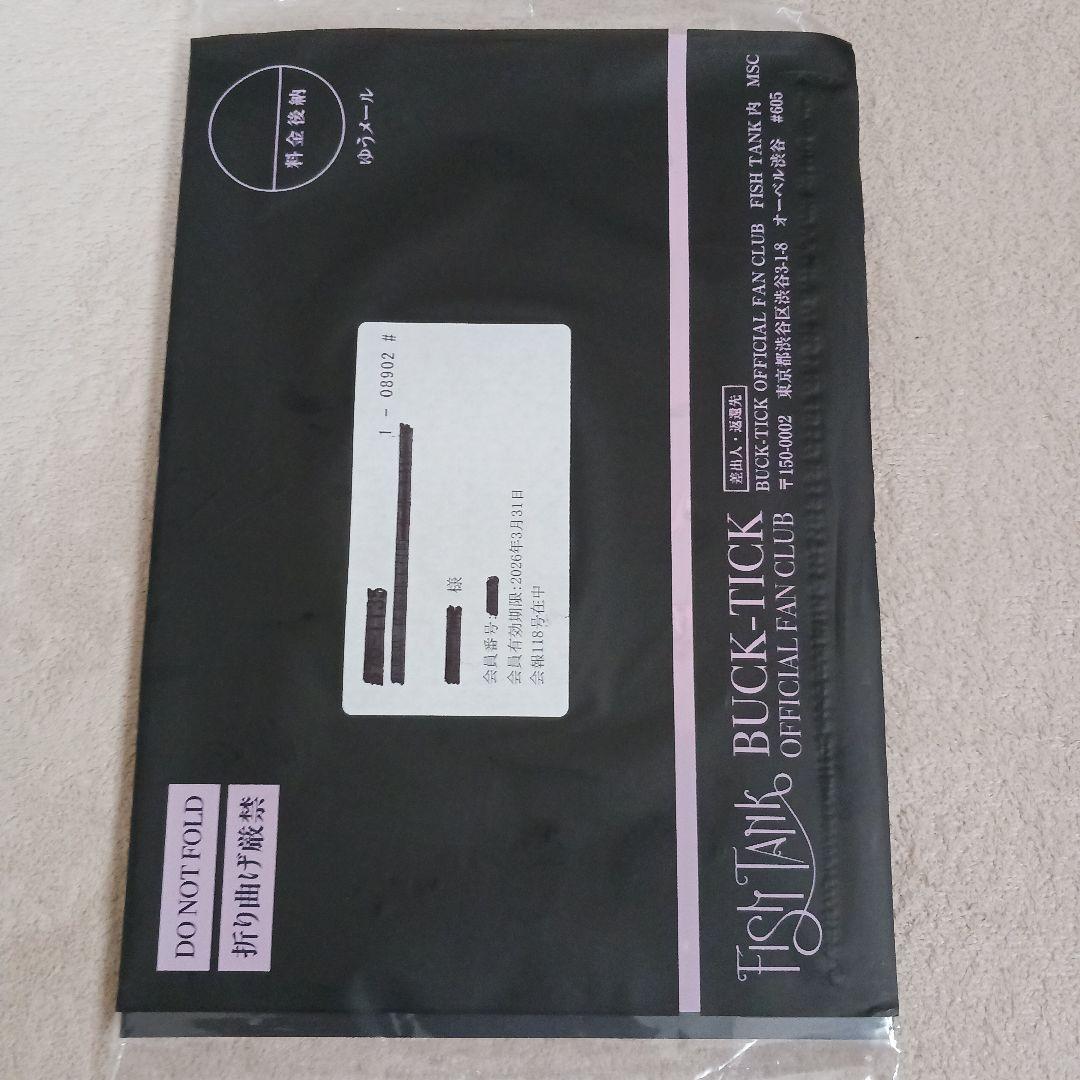 DO NOT FOLD
折り曲げ厳禁
料金後納
ゆうメール
1 - 08902 #
様
会員番号:
会員有効期限:2026年3月31日
会報118号在中
FISH TANK
BUCK-TICK
OFFICIAL FAN CLUB
差出人・返還先
BUCK-TICK OFFICIAL FAN CLUB FISH TANK 内 MSC
〒150-0002 東京都渋谷区渋谷3-1-8 オーベル渋谷 #605